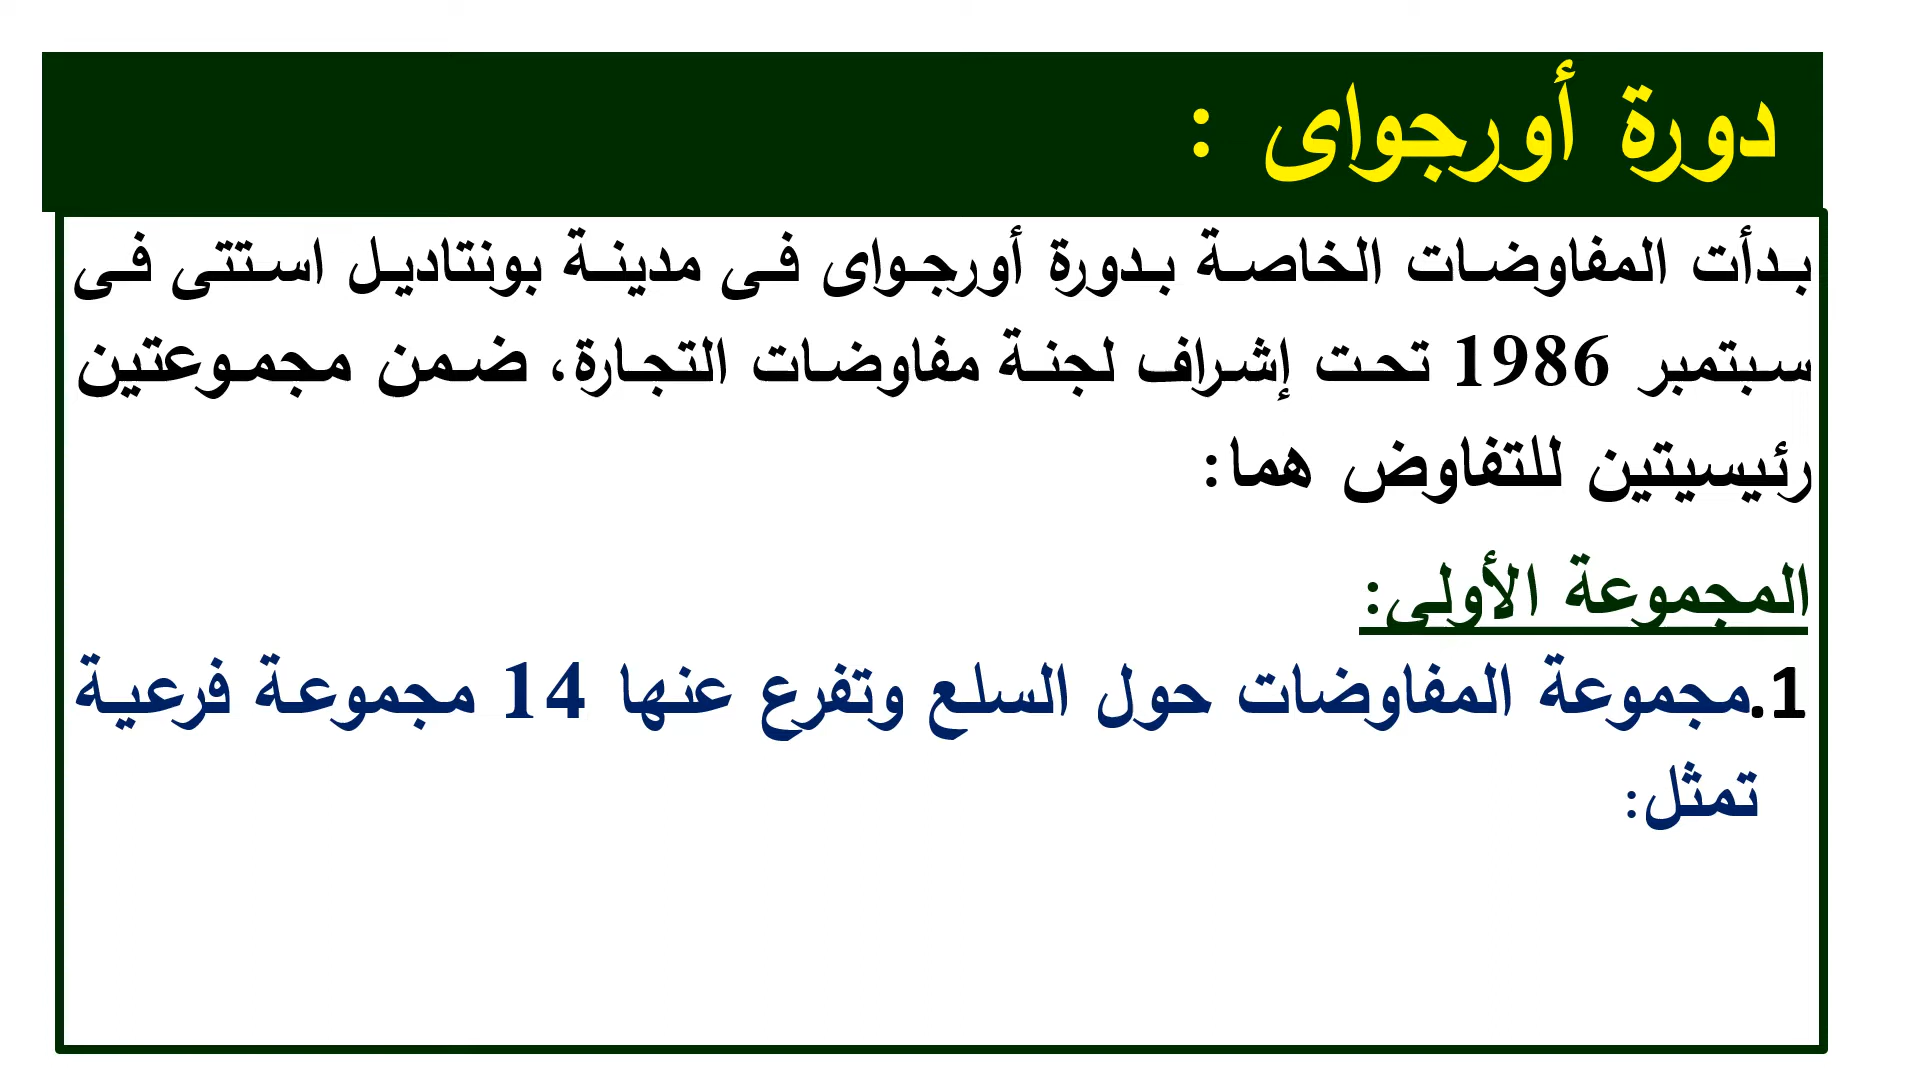 دورة أورجواى :
بدأت المفاوضات الخاصة بدورة أورجواى فى مدينة بونتاديل استتى فى
سبتمبر 1986 تحت إشراف لجنة مفاوضات التجارة، ضمن مجموعتين
رئيسيتين للتفاوض هما:
المجموعة الأولى:
1.مجموعة المفاوضات حول السلع وتفرع عنها 14 مجموعة فرعية
تمثل: